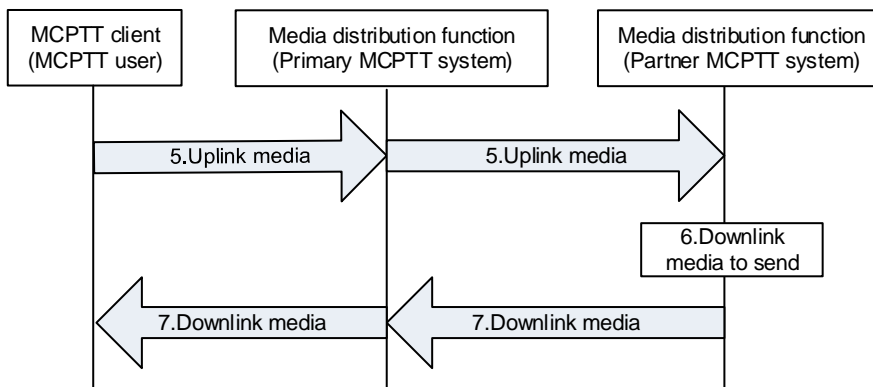 MCPTT client
(MCPTT user)
Media distribution function
(Primary MCPTT system)
Media distribution function
(Partner MCPTT system)
5.Uplink media
5.Uplink media
6.Downlink
media to send
7.Downlink media
7.Downlink media